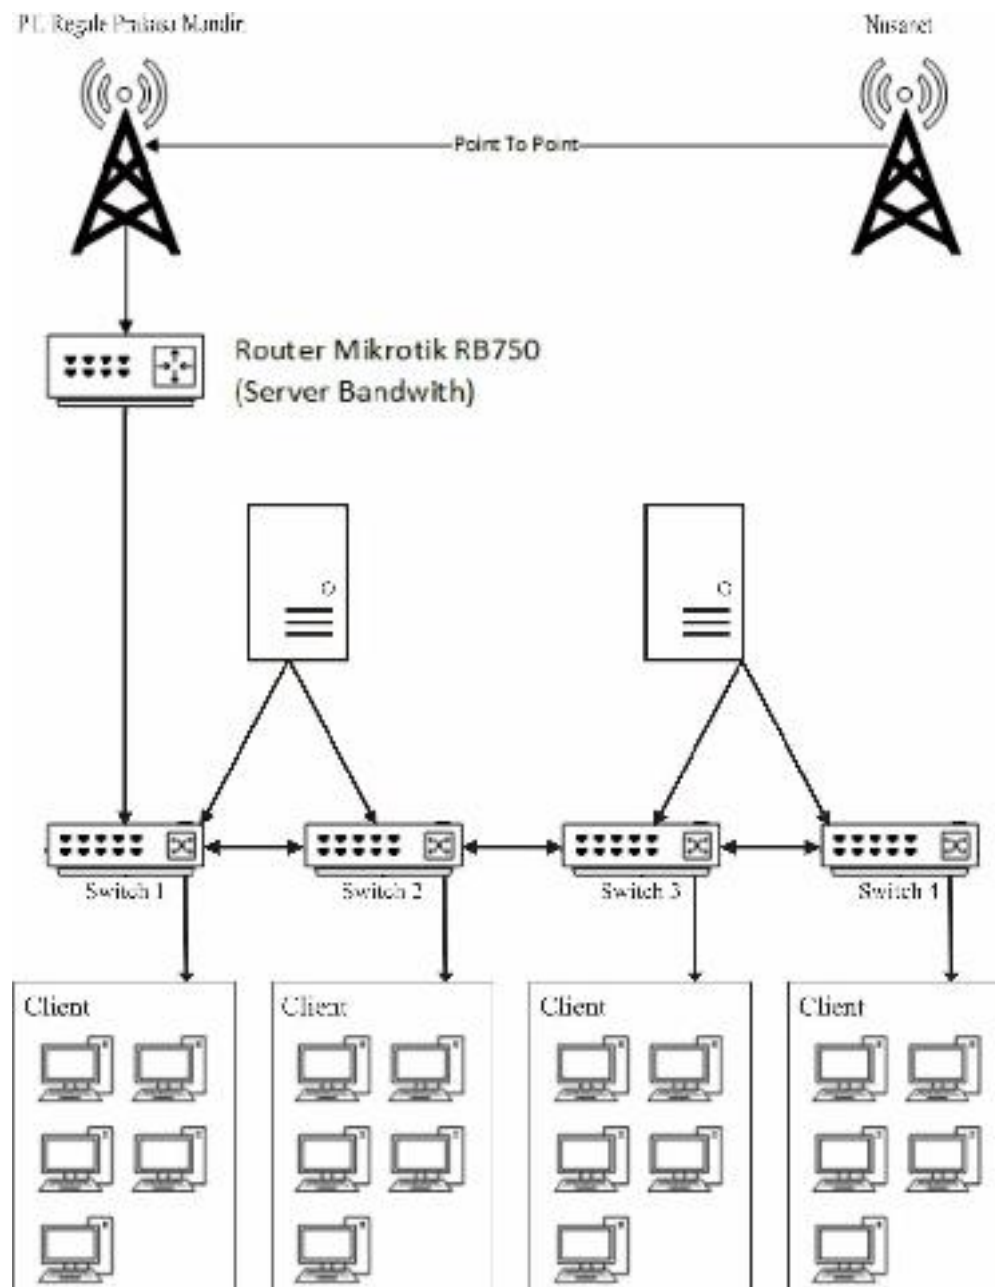 PT. Regale Prakasa Mandiri
Nusanet
Point To Point
Router Mikrotik RB750
(Server Bandwith)
Switch 1
Switch 2
Switch 3
Switch 4
Client
Client
Client
Client